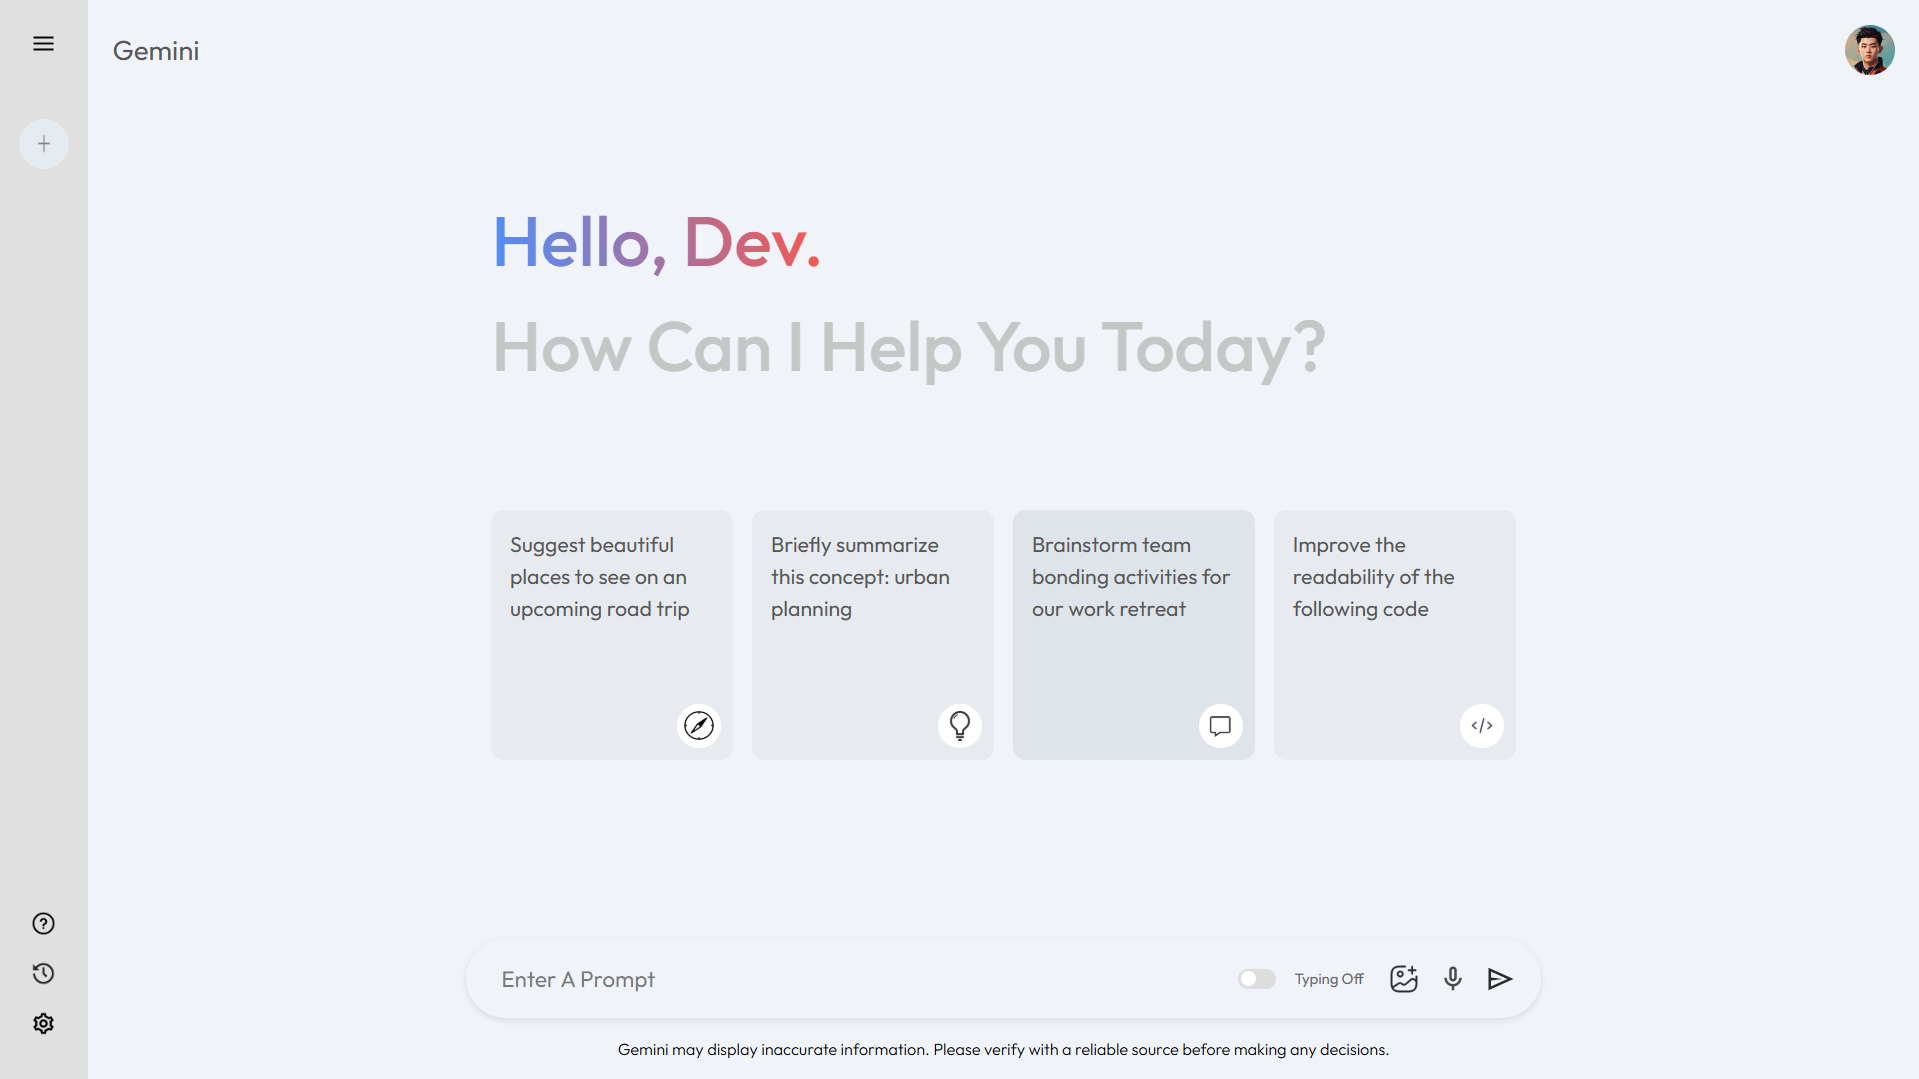 Gemini
Hello, Dev.
How Can I Help You Today?
Suggest beautiful
places to see on an
upcoming road trip
Briefly summarize
this concept: urban
planning
Brainstorm team
bonding activities for
our work retreat
Improve the
readability of the
following code
Enter A Prompt
Typing Off
Gemini may display inaccurate information. Please verify with a reliable source before making any decisions.